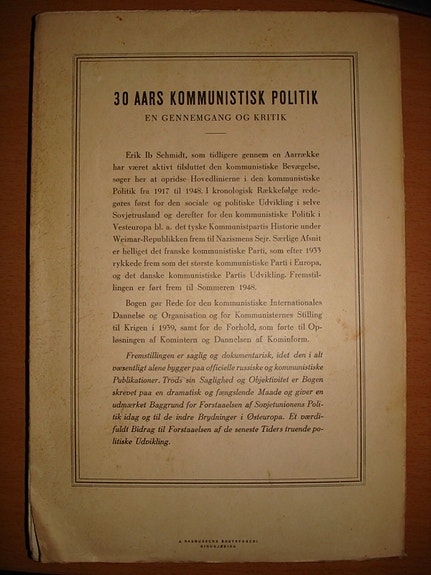 30 AARS KOMMUNISTISK POLITIK
EN GENNEMGANG OG KRITIK
Erik Ib Schmidt, som tidligere gennem en Aarrække
har været aktivt tilsluttet den kommunistiske Bevægelse,
søger her at opridse Hovedlinierne i den kommunistiske
Politik fra 1917 til 1948. I kronologisk Rækkefølge rede-
gøres først for den sociale og politiske Udvikling i selve
Sovjetrusland og derefter for den kommunistiske Politik i
Vesteuropa bl. a. det tyske Kommunistpartis Historie under
Weimar-Republikken frem til Nazismens Sejr. Særlige Afsnit
er helliget det franske kommunistiske Parti, som efter 1933
rykkede frem som det største kommunistiske Parti i Europa,
og det danske kommunistiske Partis Udvikling. Fremstil-
lingen er ført frem til Sommeren 1948.
Bogen gør Rede for den kommunistiske Internationales
Dannelse og Organisation og for Kommunisternes Stilling
til Krigen i 1939, samt for de Forhold, som førte til Op-
løsningen af Komintern og Dannelsen af Kominform.
Fremstillingen er saglig og dokumentarisk, idet den i alt
væsentligt alene bygger paa officielle russiske og kommunistiske
Publikationer. Trods sin Saglighed og Objektivitet er Bogen
skrevet paa en dramatisk og fængslende Maade og giver en
udmærket Baggrund for Forstaaelsen af Sovjetunionens Poli-
tik idag og til de indre Brydninger i Østeuropa. Et værdi-
fuldt Bidrag til Forstaaelsen af de seneste Tiders truende po-
litiske Udvikling.